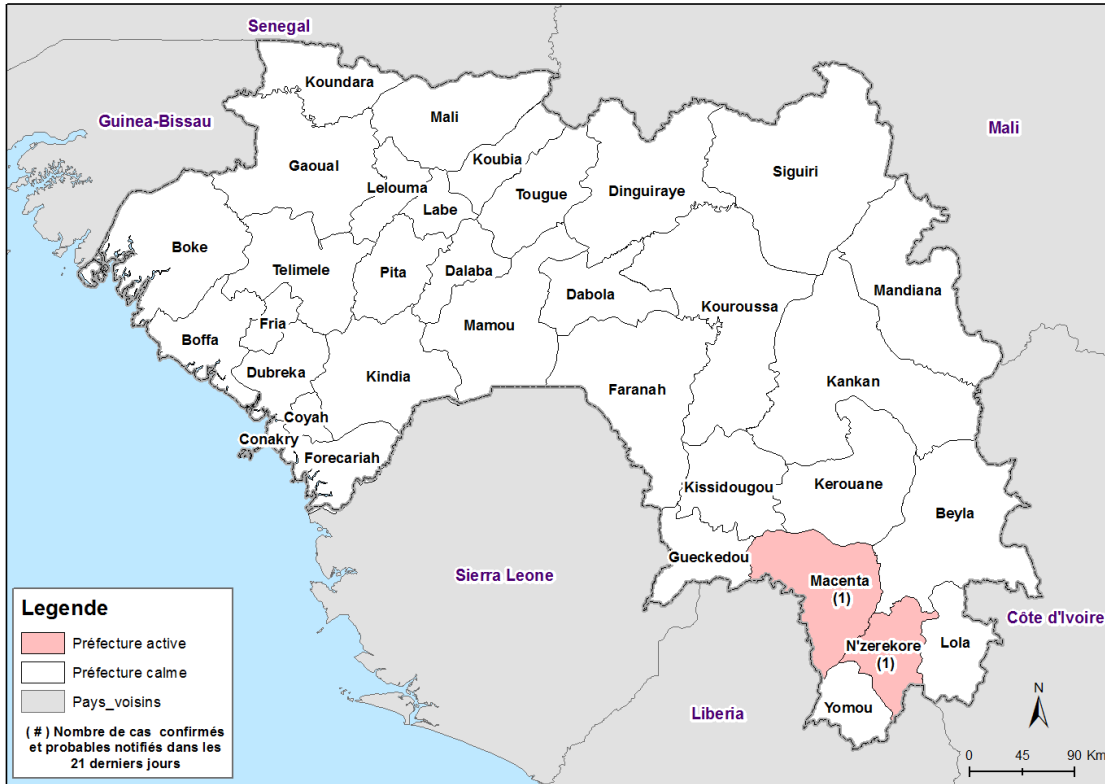 Senegal
Koundara
Mali
Guinea-Bissau
Mali
Koubia
Gaoual
Siguiri
Lelouma
Tougue
Dinguiraye
Labe
Boke
Telimele
Pita
Dalaba
Mandiana
Dabola
Kouroussa
Fria
Mamou
Boffa
Dubreka
Kindia
Faranah
Kankan
Coyah
Conakry
Forecariah
Kissidougou
Kerouane
Beyla
Gueckedou
Sierra Leone
Macenta
(1)
Côte d'Ivoire
N'zerekore
(1)
Lola
Yomou
Liberia
Legende
Préfecture active
Préfecture calme
Pays_voisins
( # ) Nombre de cas confirmés
et probables notifiés dans les
21 derniers jours
N
0 45 90 Km